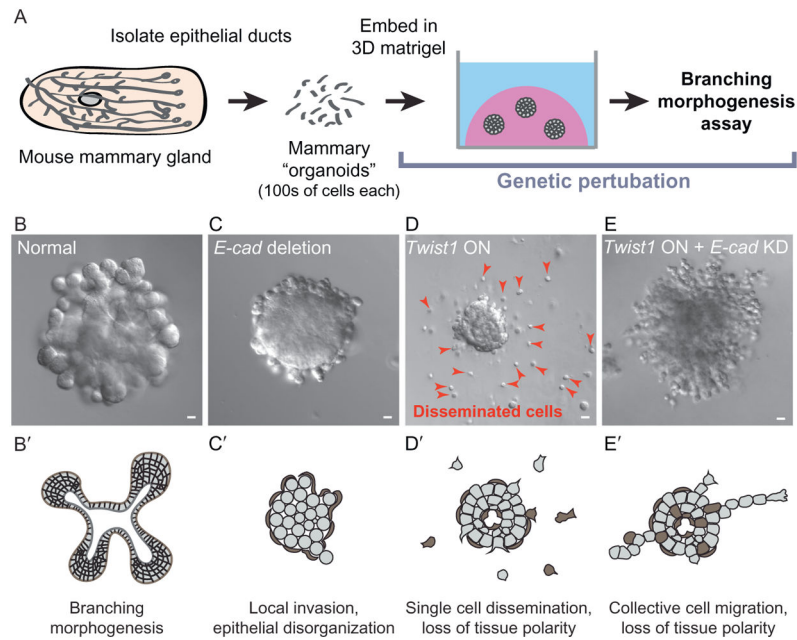 A
Isolate epithelial ducts
Embed in
3D matrigel
Branching
morphogenesis
assay
Mouse mammary gland
Mammary
“organoids”
(100s of cells each)
Genetic pertubation
B
Normal
C
E-cad deletion
D
Twist1 ON
Disseminated cells
E
Twist1 ON + E-cad KD
B′
Branching
morphogenesis
C′
Local invasion,
epithelial disorganization
D′
Single cell dissemination,
loss of tissue polarity
E′
Collective cell migration,
loss of tissue polarity